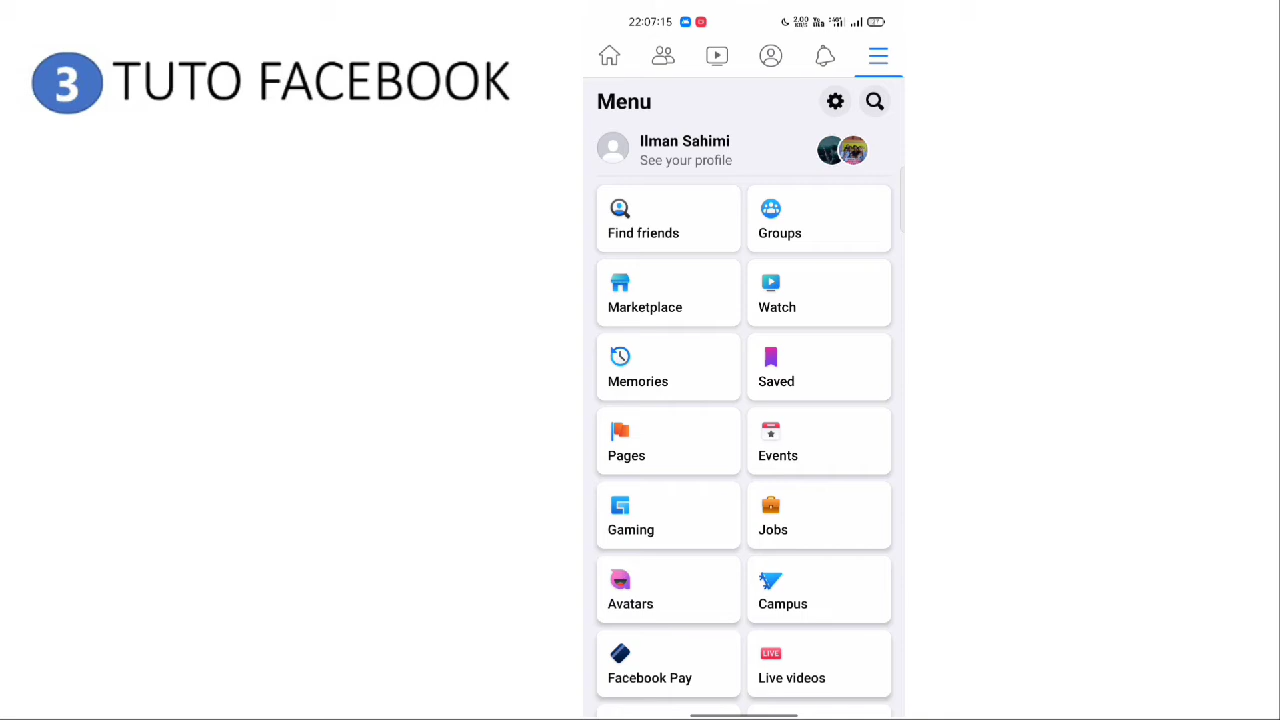 3 TUTO FACEBOOK
22:07:15
Menu
Ilman Sahimi
See your profile
Find friends
Groups
Marketplace
Watch
Memories
Saved
Pages
Events
Gaming
Jobs
Avatars
Campus
Facebook Pay
LIVE
Live videos